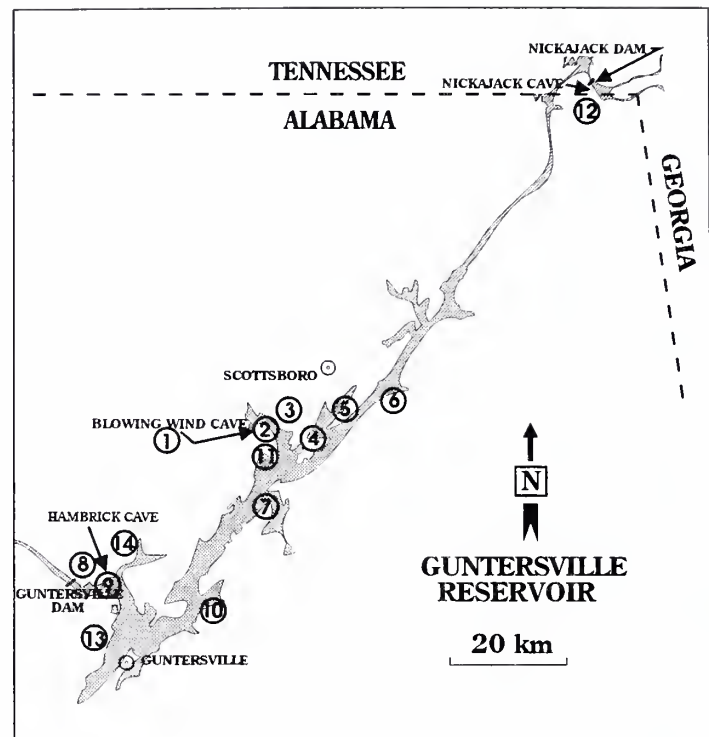 NICKAJACK DAM
TENNESSEE
NICKAJACK CAVE
12
ALABAMA
GEORGIA
SCOTTSBORO
3
5
6
BLOWING WIND CAVE
2
1
4
11
N
7
HAMBRICK CAVE
14
8
9
GUNTERSVILLE
DAM
10
GUNTERSVILLE
RESERVOIR
13
20 km
GUNTERSVILLE